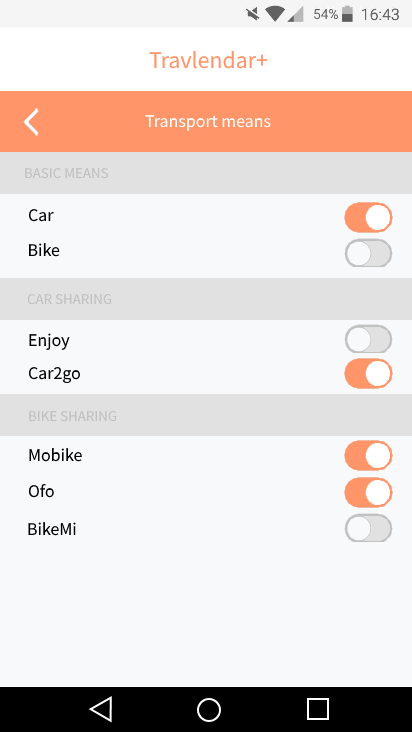 54% 16:43
Travlendar+
Transport means
BASIC MEANS
Car
Bike
CAR SHARING
Enjoy
Car2go
BIKE SHARING
Mobike
Ofo
BikeMi